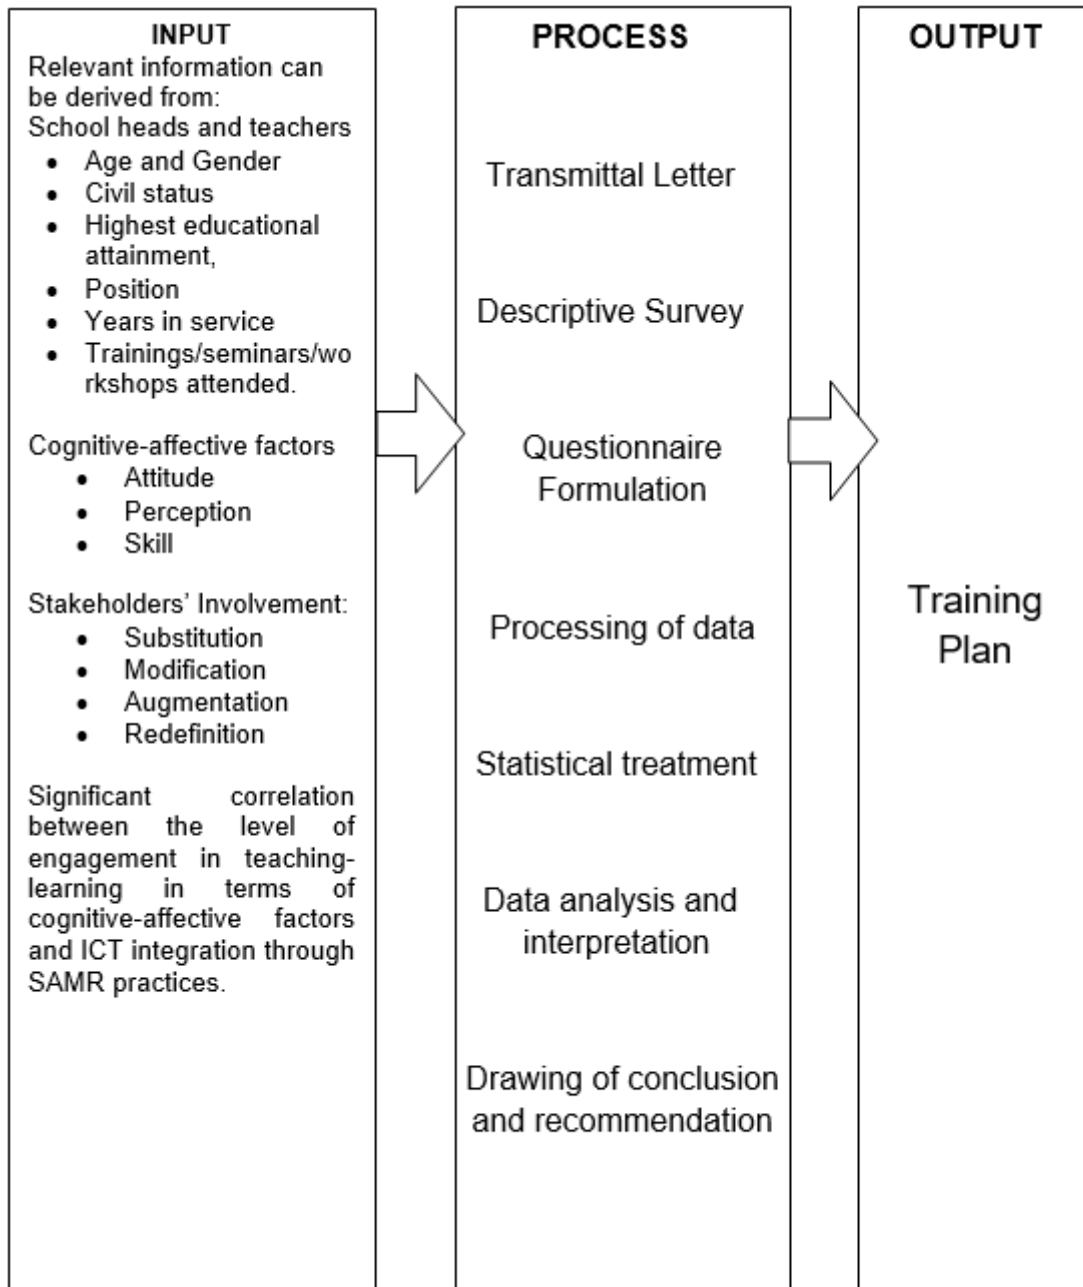 INPUT
Relevant information can
be derived from:
School heads and teachers
• Age and Gender
• Civil status
• Highest educational
attainment,
• Position
• Years in service
• Trainings/seminars/wo
rkshops attended.
Cognitive-affective factors
• Attitude
• Perception
• Skill
Stakeholders’ Involvement:
• Substitution
• Modification
• Augmentation
• Redefinition
Significant correlation
between the level of
engagement in teaching-
learning in terms of
cognitive-affective factors
and ICT integration through
SAMR practices.
PROCESS
Transmittal Letter
Descriptive Survey
Questionnaire
Formulation
Processing of data
Statistical treatment
Data analysis and
interpretation
Drawing of conclusion
and recommendation
OUTPUT
Training
Plan